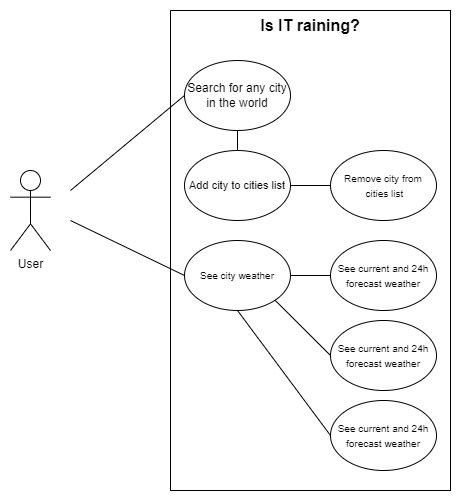 Is IT raining?
Search for any city
in the world
Add city to cities list
Remove city from
cities list
User
See city weather
See current and 24h
forecast weather
See current and 24h
forecast weather
See current and 24h
forecast weather